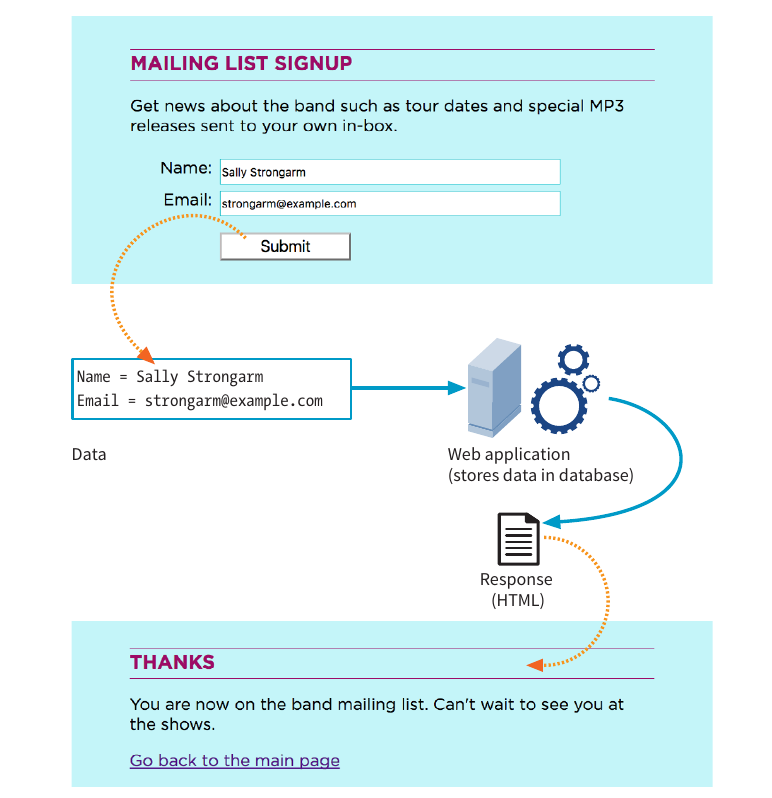 MAILING LIST SIGNUP
Get news about the band such as tour dates and special MP3
releases sent to your own in-box.
Name: Sally Strongarm
Email: strongarm@example.com
Submit
Name = Sally Strongarm
Email = strongarm@example.com
Data
Web application
(stores data in database)
Response
(HTML)
THANKS
You are now on the band mailing list. Can't wait to see you at
the shows.
Go back to the main page